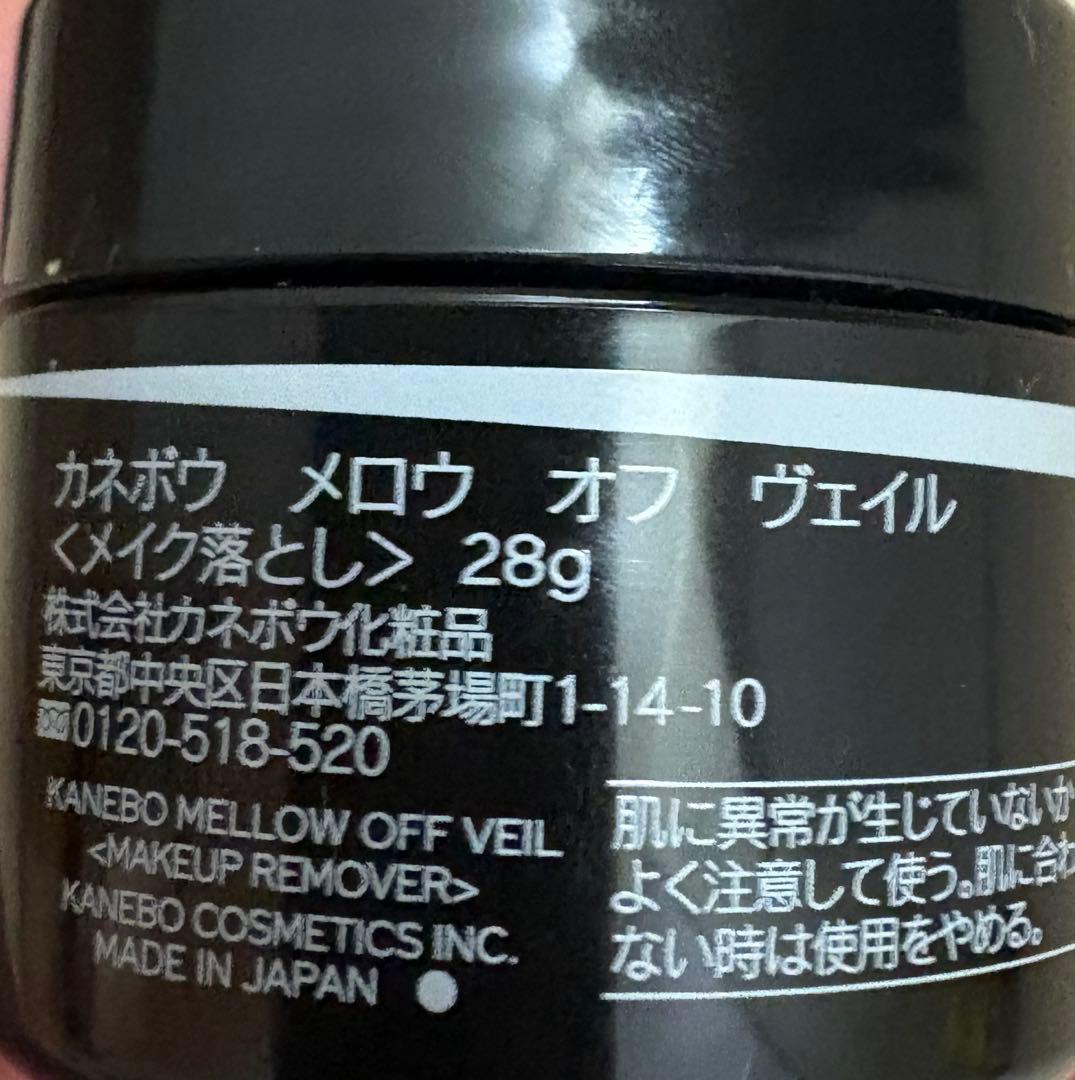 カネボウ メロウ オフ ヴェイル
<メイク落とし> 28g
株式会社カネボウ化粧品
東京都中央区日本橋茅場町1-14-10
0120-518-520
KANEBO MELLOW OFF VEIL
<MAKEUP REMOVER>
KANEBO COSMETICS INC.
MADE IN JAPAN
肌に異常が生じていないか
よく注意して使う。肌に合わ
ない時は使用をやめる。